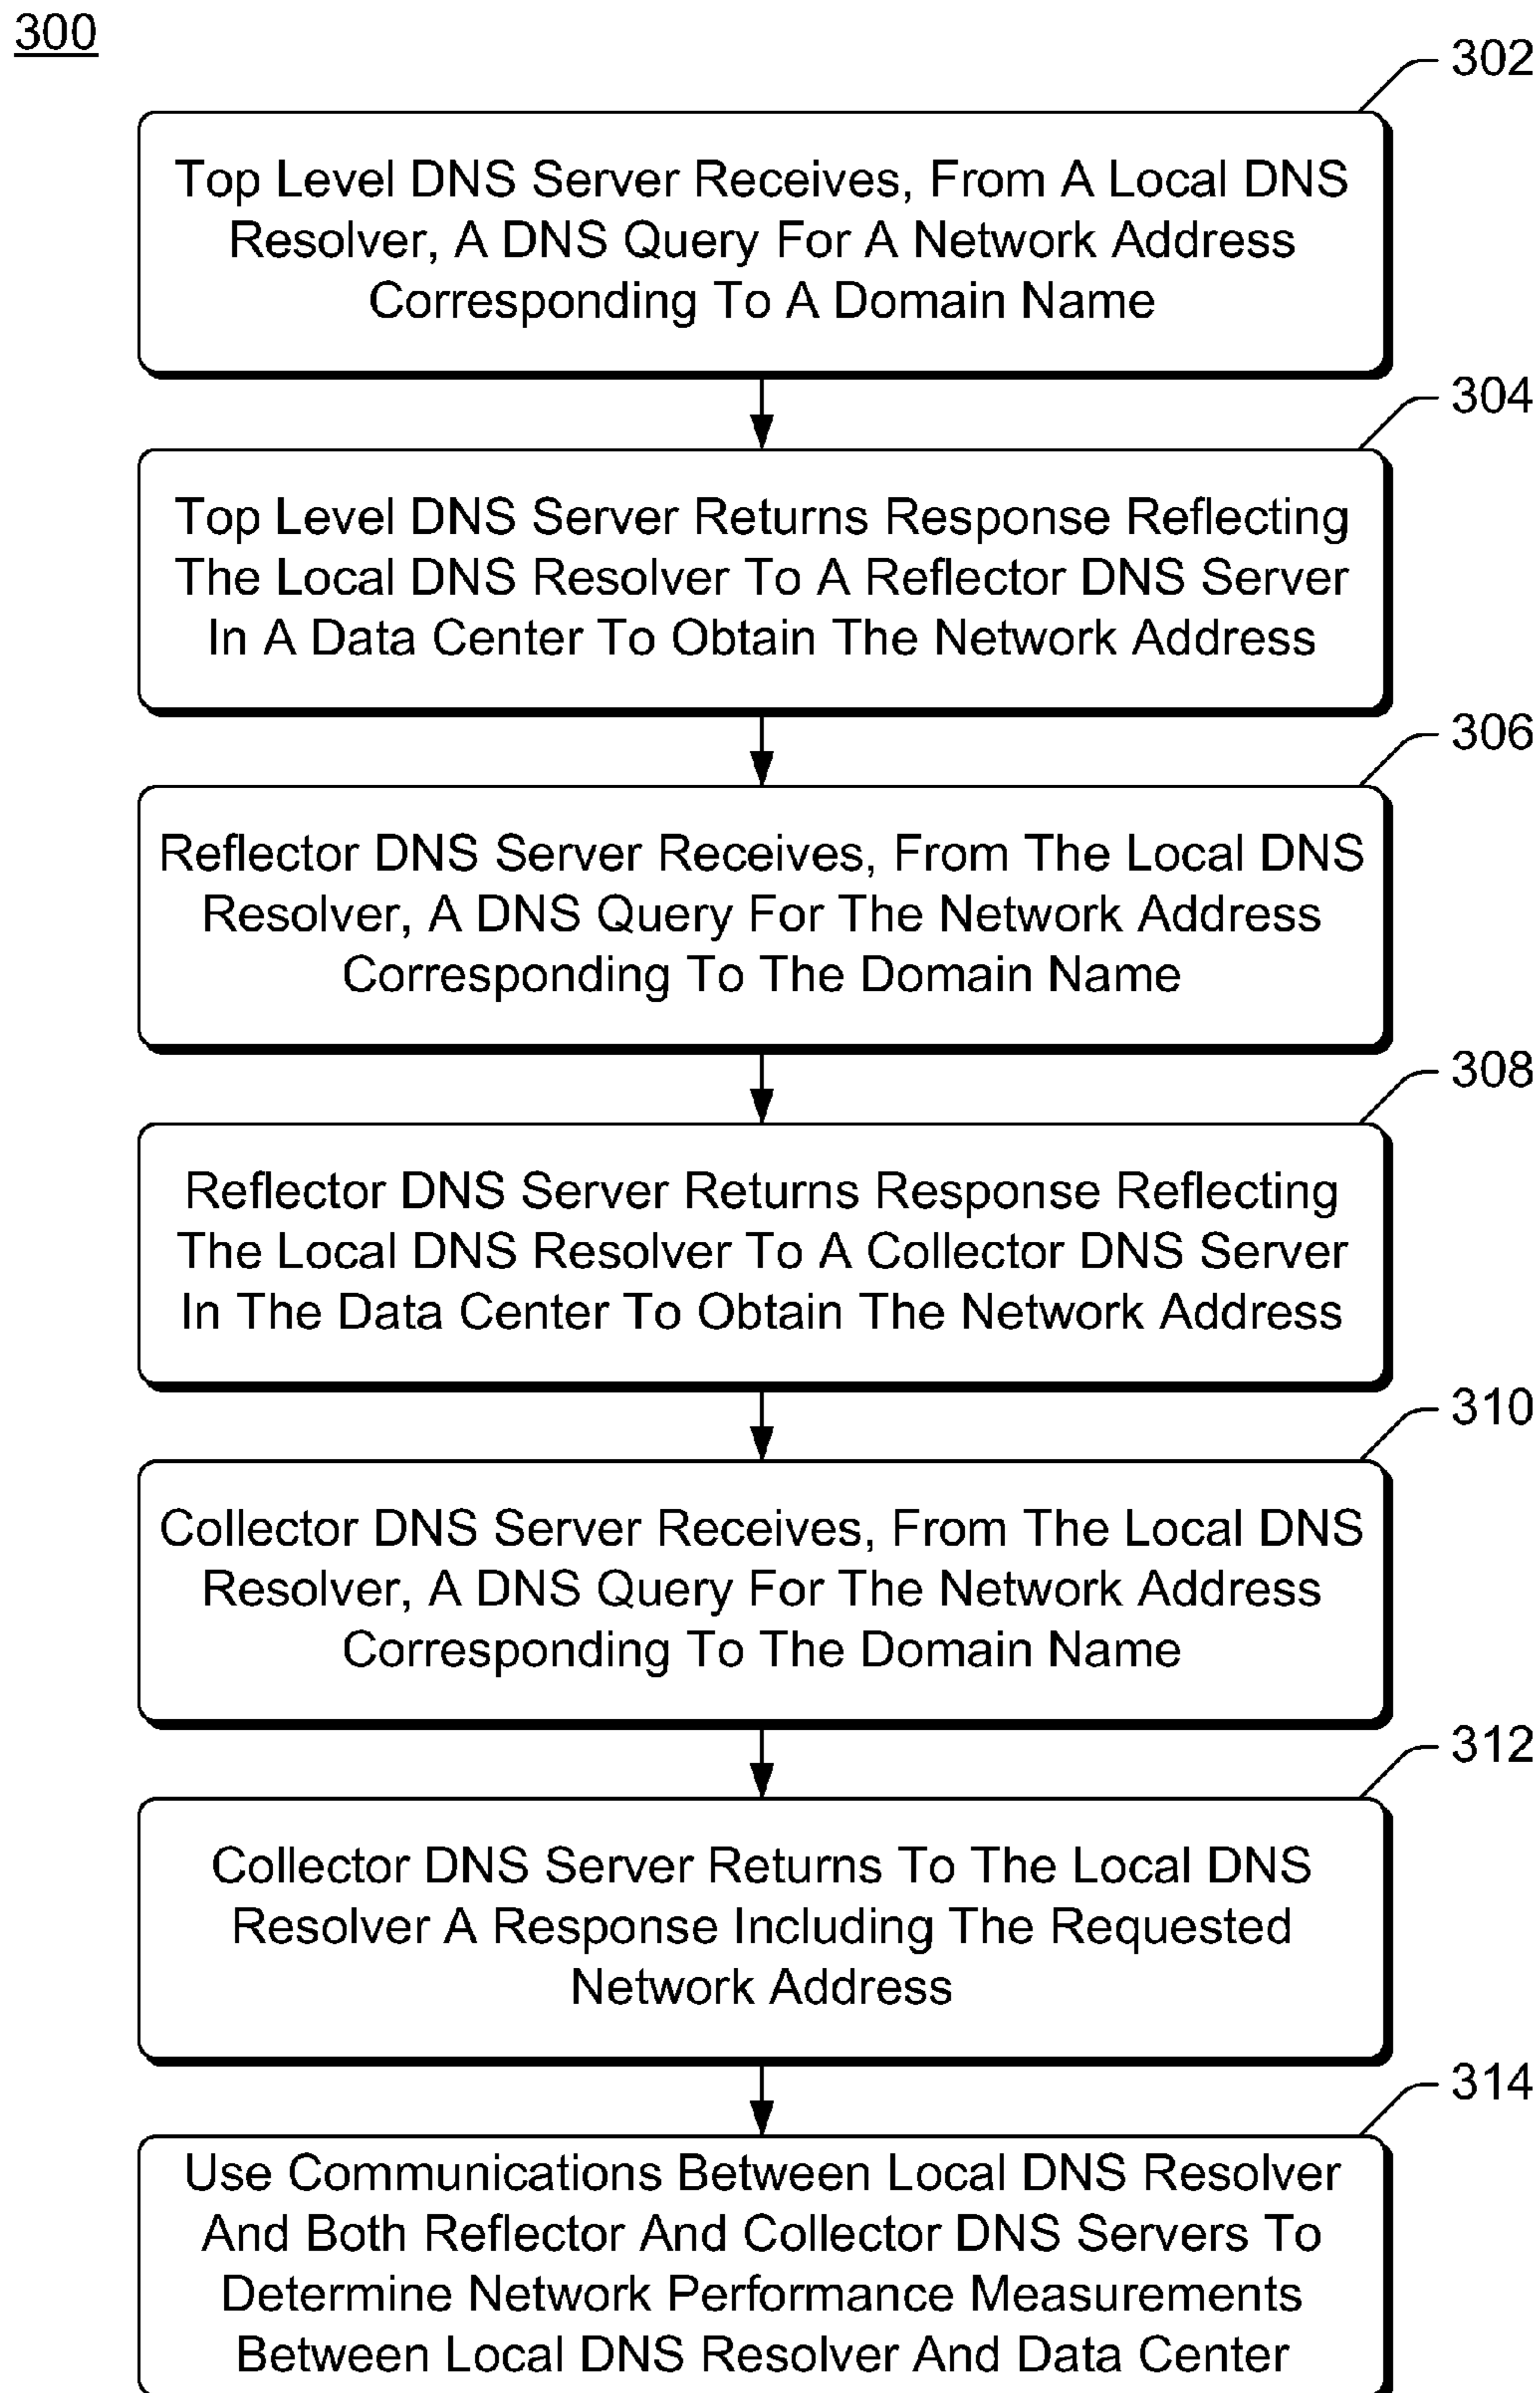 300
302
Top Level DNS Server Receives, From A Local DNS
Resolver, A DNS Query For A Network Address
Corresponding To A Domain Name
304
Top Level DNS Server Returns Response Reflecting
The Local DNS Resolver To A Reflector DNS Server
In A Data Center To Obtain The Network Address
306
Reflector DNS Server Receives, From The Local DNS
Resolver, A DNS Query For The Network Address
Corresponding To The Domain Name
308
Reflector DNS Server Returns Response Reflecting
The Local DNS Resolver To A Collector DNS Server
In The Data Center To Obtain The Network Address
310
Collector DNS Server Receives, From The Local DNS
Resolver, A DNS Query For The Network Address
Corresponding To The Domain Name
312
Collector DNS Server Returns To The Local DNS
Resolver A Response Including The Requested
Network Address
314
Use Communications Between Local DNS Resolver
And Both Reflector And Collector DNS Servers To
Determine Network Performance Measurements
Between Local DNS Resolver And Data Center